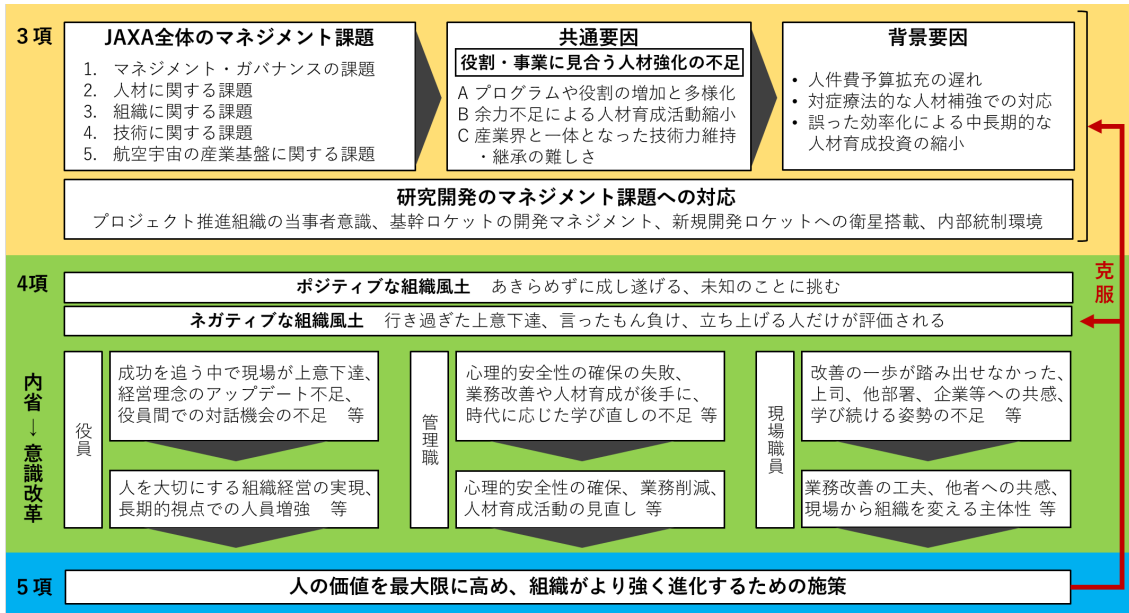 3項
JAXA全体のマネジメント課題
1. マネジメント・ガバナンスの課題
2. 人材に関する課題
3. 組織に関する課題
4. 技術に関する課題
5. 航空宇宙の産業基盤に関する課題
共通要因
役割・事業に見合う人材強化の不足
A プログラムや役割の増加と多様化
B 余力不足による人材育成活動縮小
C 産業界と一体となった技術力維持
・継承の難しさ
背景要因
• 人件費予算拡充の遅れ
• 対症療法的な人材補強での対応
• 誤った効率化による中長期的な
人材育成投資の縮小
研究開発のマネジメント課題への対応
プロジェクト推進組織の当事者意識、基幹ロケットの開発マネジメント、新規開発ロケットへの衛星搭載、内部統制環境
克服
4項
ポジティブな組織風土 あきらめずに成し遂げる、未知のことに挑む
ネガティブな組織風土 行き過ぎた上意下達、言ったもん負け、立ち上げる人だけが評価される
内省→意識改革
役員
成功を追う中で現場が上意下達、
経営理念のアップデート不足、
役員間での対話機会の不足 等
人を大切にする組織経営の実現、
長期的視点での人員増強 等
管理職
心理的安全性の確保の失敗、
業務改善や人材育成が後手に、
時代に応じた学び直しの不足 等
心理的安全性の確保、業務削減、
人材育成活動の見直し 等
現場職員
改善の一歩が踏み出せなかった、
上司、他部署、企業等への共感、
学び続ける姿勢の不足 等
業務改善の工夫、他者への共感、
現場から組織を変える主体性 等
5項
人の価値を最大限に高め、組織がより強く進化するための施策